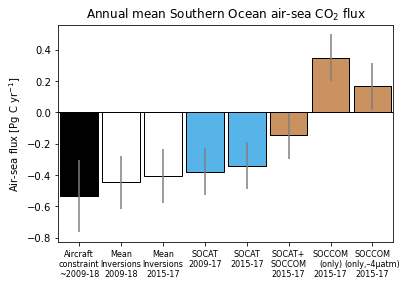 Annual mean Southern Ocean air-sea CO₂ flux
Air-sea flux [Pg C yr⁻¹]
0.4
0.2
0.0
−0.2
−0.4
−0.6
−0.8
Aircraft
constraint
~2009-18
Mean
Inversions
2009-18
Mean
Inversions
2015-17
SOCAT
2009-17
SOCAT
2015-17
SOCAT+
SOCCOM
2015-17
SOCCOM
(only)
2015-17
SOCCOM
(only,−4µatm)
2015-17